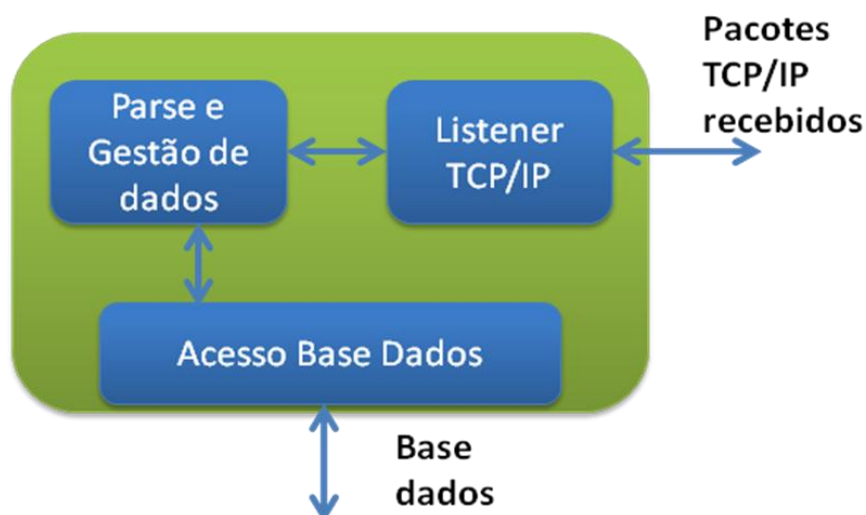 Parse e
Gestão de
dados
Listener
TCP/IP
Pacotes
TCP/IP
recebidos
Acesso Base Dados
Base
dados